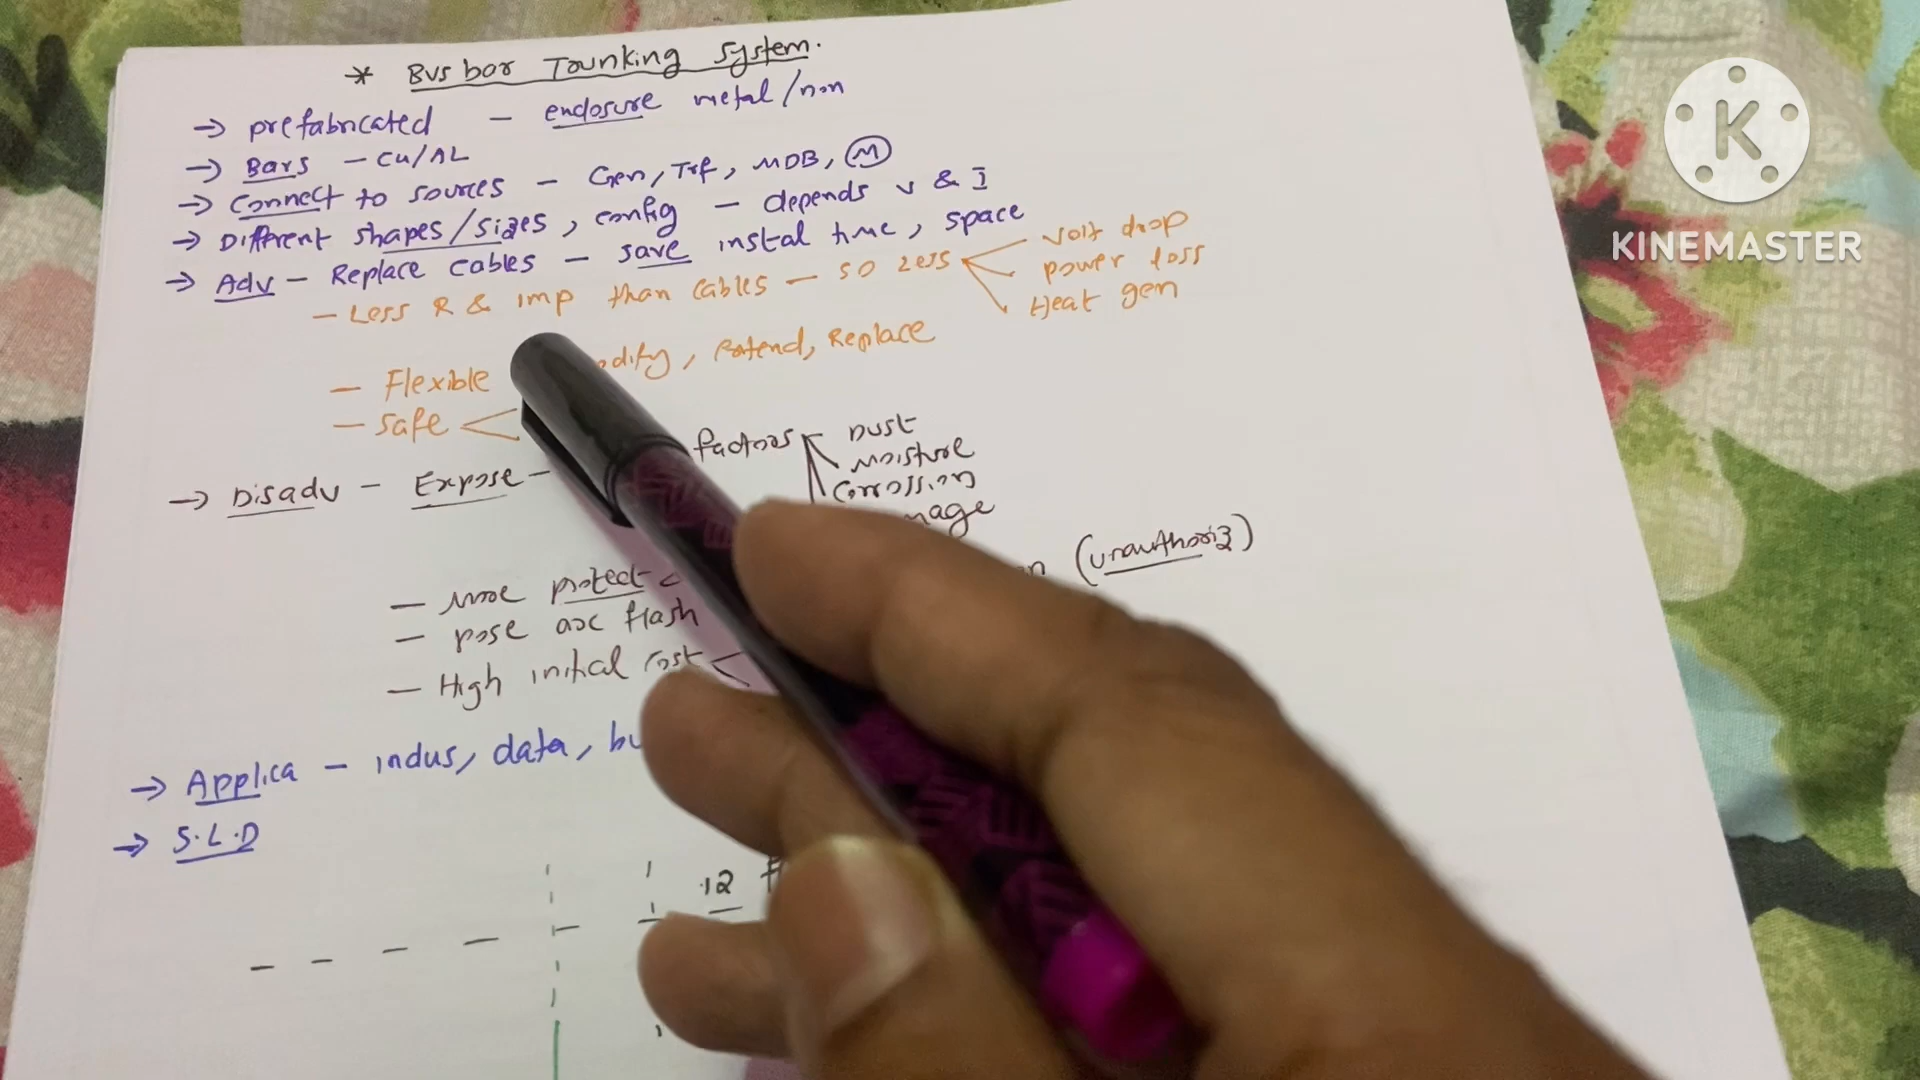 * Busbar Trunking System.
→ prefabricated - enclosure metal/non
→ Bars - CU/AL
→ Connect to sources - Gen, Trf, MDB, M
→ Different shapes/sizes, config - depends V & I
→ Adv - Replace cables - save instal time, space
- Less R & imp than cables - so Less
volt drop
power loss
Heat gen
- Flexible
Extend, Replace
- safe
→ Disadv - Expose - factors
Dust
Moisture
Corrossion
- More protect
(unauthoriz)
- pose arc flash
- High initial cost
→ Applica - indus, data,
→ S.L.D
12
K
KINEMASTER